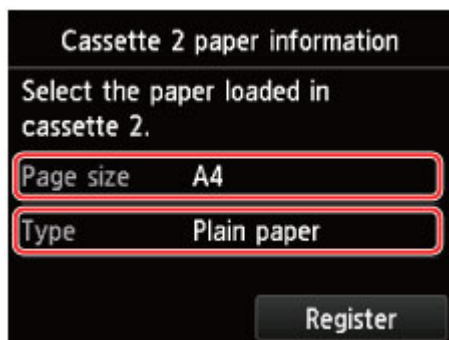 Cassette 2 paper information
Select the paper loaded in
cassette 2.
Page size A4
Type Plain paper
Register